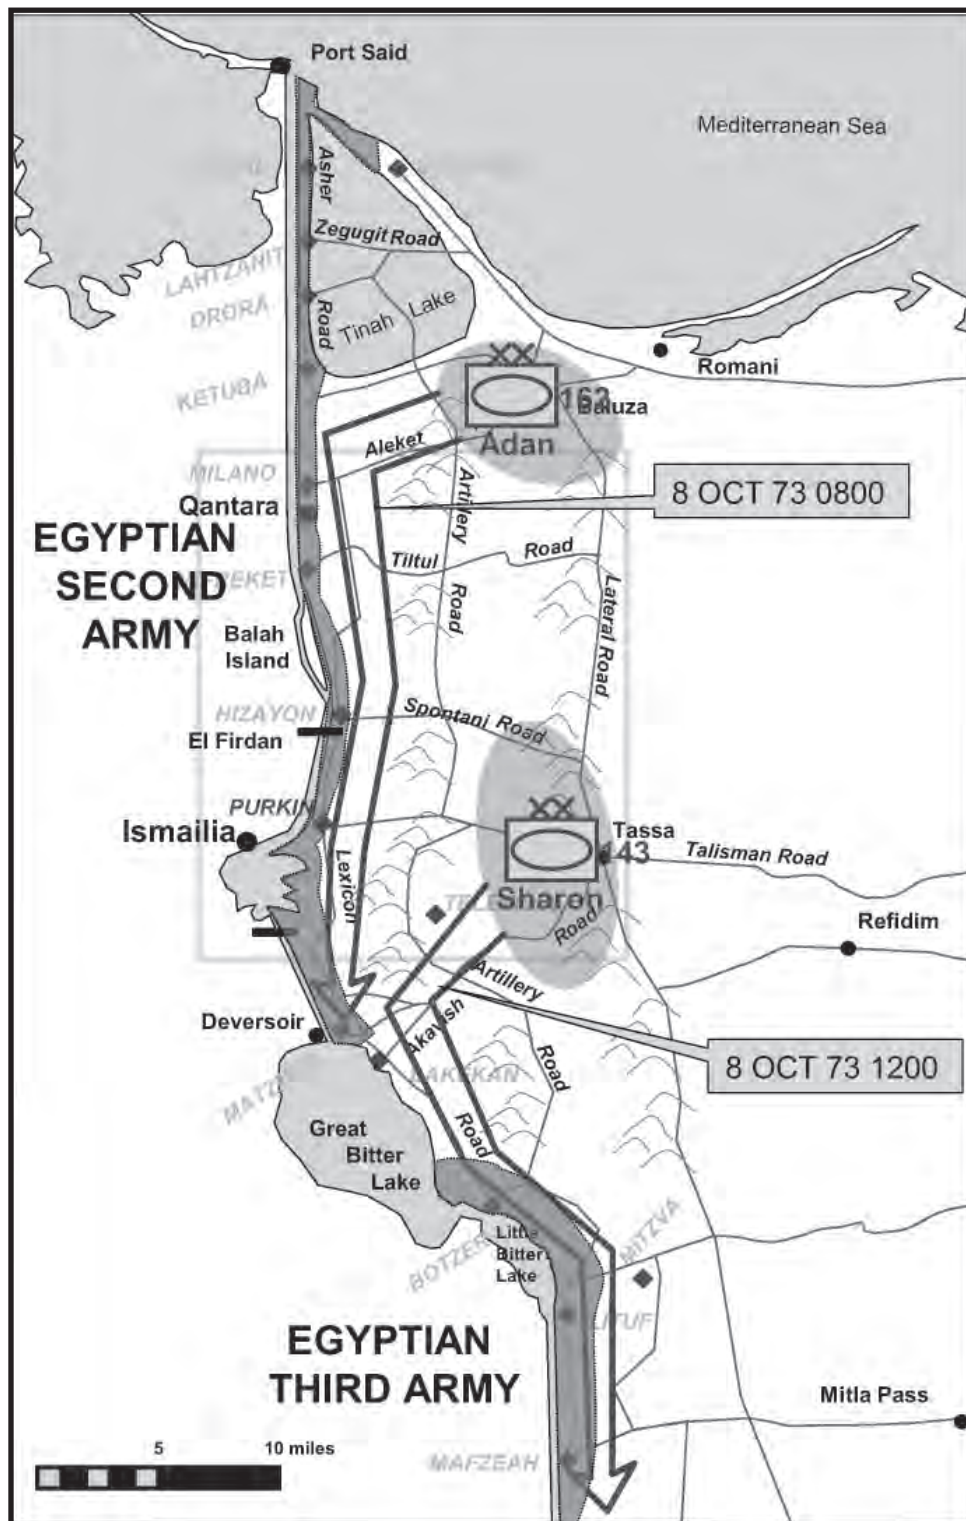 Port Said
Mediterranean Sea
Asher
Road
Zegugit Road
LAHTZANIT
DRORA
Tinah Lake
KETUBA
Romani
162
Baluza
Adan
Aleket
MILANO
Artillery
Road
8 OCT 73 0800
Qantara
EGYPTIAN
SECOND
ARMY
Tiltul Road
Lateral Road
Balah
Island
HIZAYON
El Firdan
Spontani Road
PURKIN
Ismailia
Tassa
143
Talisman Road
Sharon
Lexicon
Road
Refidim
Artillery
Road
Deversoir
Akavish
Road
LAKEKAN
8 OCT 73 1200
Great
Bitter
Lake
BOTZER
Little
Bitter
Lake
MITZVA
LITUF
EGYPTIAN
THIRD ARMY
Mitla Pass
5 10 miles
MAFZEAH